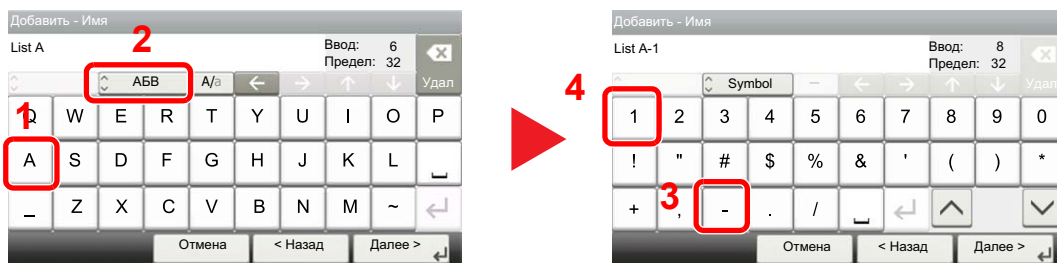 Добавить - Имя
2
List A
Ввод: 6
Предел: 32
АБВ A/a Удал
1
Q W E R T Y U I O P
A S D F G H J K L
_ Z X C V B N M ~
Отмена < Назад Далее >
Добавить - Имя
List A-1
Ввод: 8
Предел: 32
4
Symbol Удал
1 2 3 4 5 6 7 8 9 0
! " # $ % & ' ( ) *
3
+ , - . /
Отмена < Назад Далее >